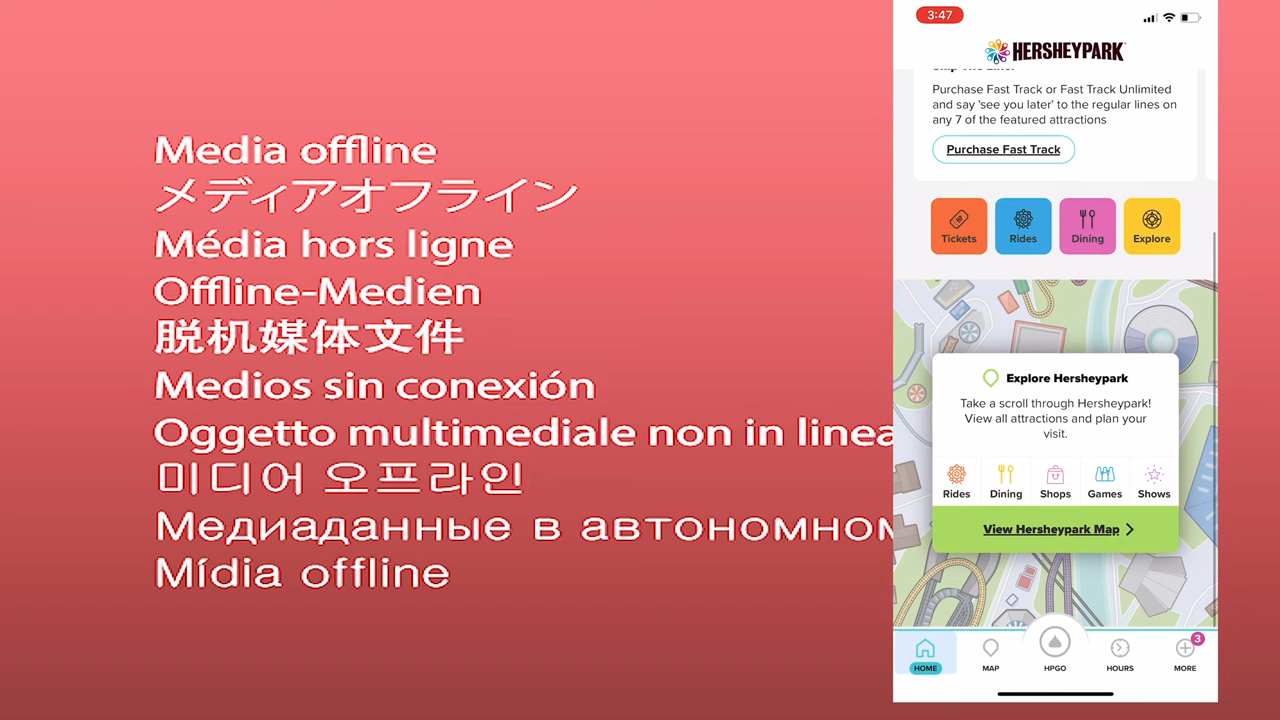 Media offline
メディアオフライン
Média hors ligne
Offline-Medien
脱机媒体文件
Medios sin conexión
Oggetto multimediale non in linea
미디어 오프라인
Медиаданные в автономном
Mídia offline
3:47
HERSHEYPARK
Purchase Fast Track or Fast Track Unlimited
and say 'see you later' to the regular lines on
any 7 of the featured attractions
Purchase Fast Track
Tickets
Rides
Dining
Explore
Explore Hersheypark
Take a scroll through Hersheypark!
View all attractions and plan your
visit.
Rides
Dining
Shops
Games
Shows
View Hersheypark Map
3
HOME
MAP
HPGO
HOURS
MORE